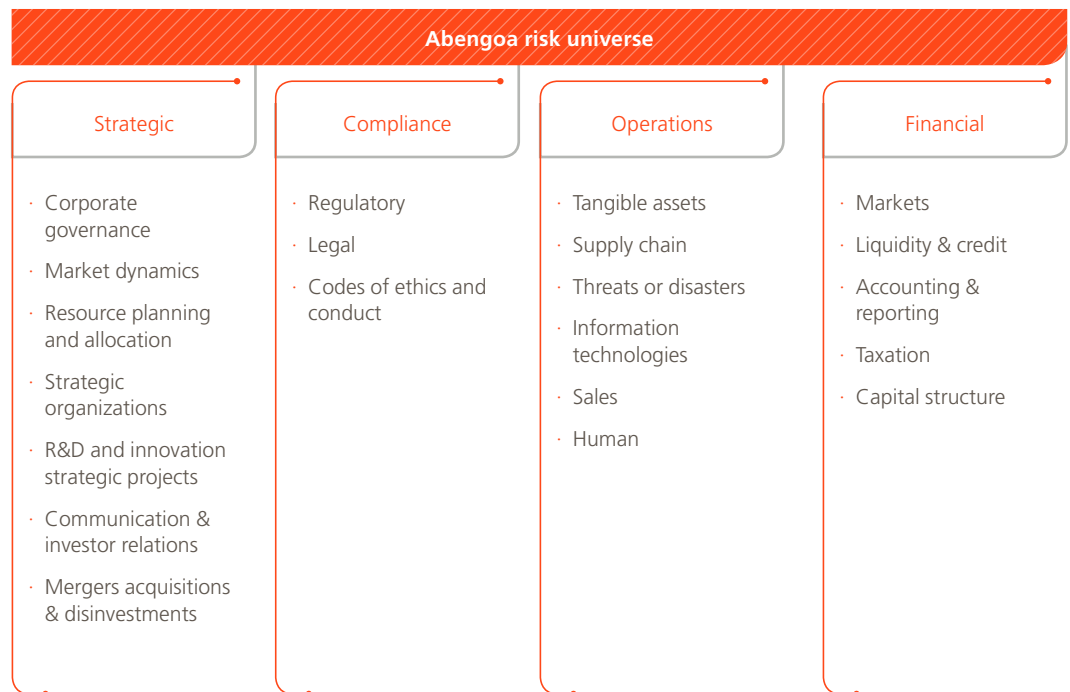 Abengoa risk universe
Strategic
· Corporate
governance
· Market dynamics
· Resource planning
and allocation
· Strategic
organizations
· R&D and innovation
strategic projects
· Communication &
investor relations
· Mergers acquisitions
& disinvestments
Compliance
· Regulatory
· Legal
· Codes of ethics and
conduct
Operations
· Tangible assets
· Supply chain
· Threats or disasters
· Information
technologies
· Sales
· Human
Financial
· Markets
· Liquidity & credit
· Accounting &
reporting
· Taxation
· Capital structure